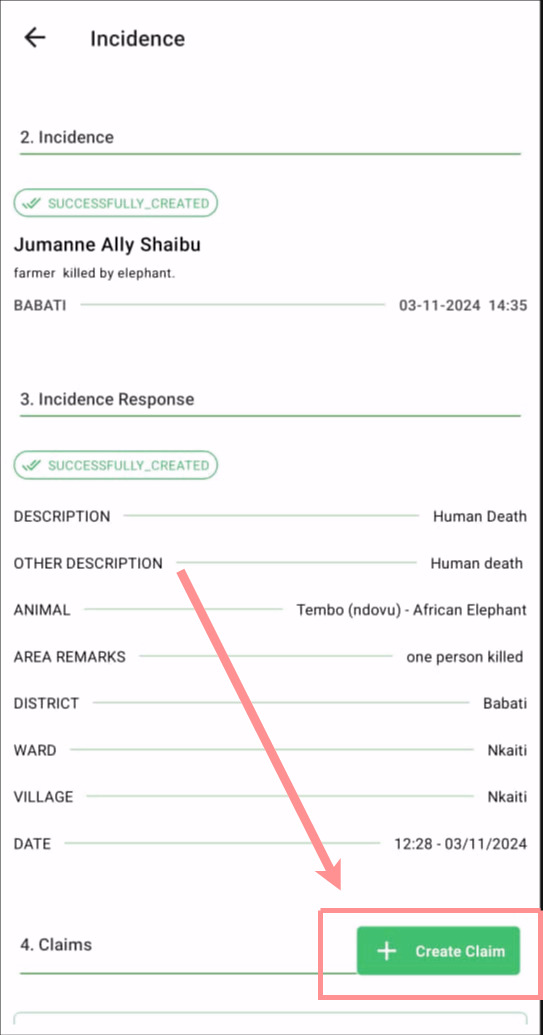 Incidence
2. Incidence
SUCCESSFULLY_CREATED
Jumanne Ally Shaibu
farmer killed by elephant.
BABATI 03-11-2024 14:35
3. Incidence Response
SUCCESSFULLY_CREATED
DESCRIPTION Human Death
OTHER DESCRIPTION Human death
ANIMAL Tembo (ndovu) - African Elephant
AREA REMARKS one person killed
DISTRICT Babati
WARD Nkaiti
VILLAGE Nkaiti
DATE 12:28 - 03/11/2024
4. Claims + Create Claim